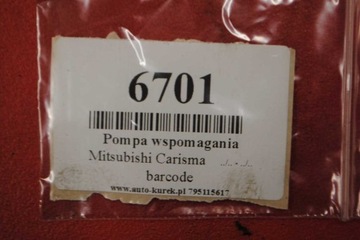 6701
Pompa wspomagania
Mitsubishi Carisma ../.. - ../..
barcode
www.auto-kurek.pl 795115617